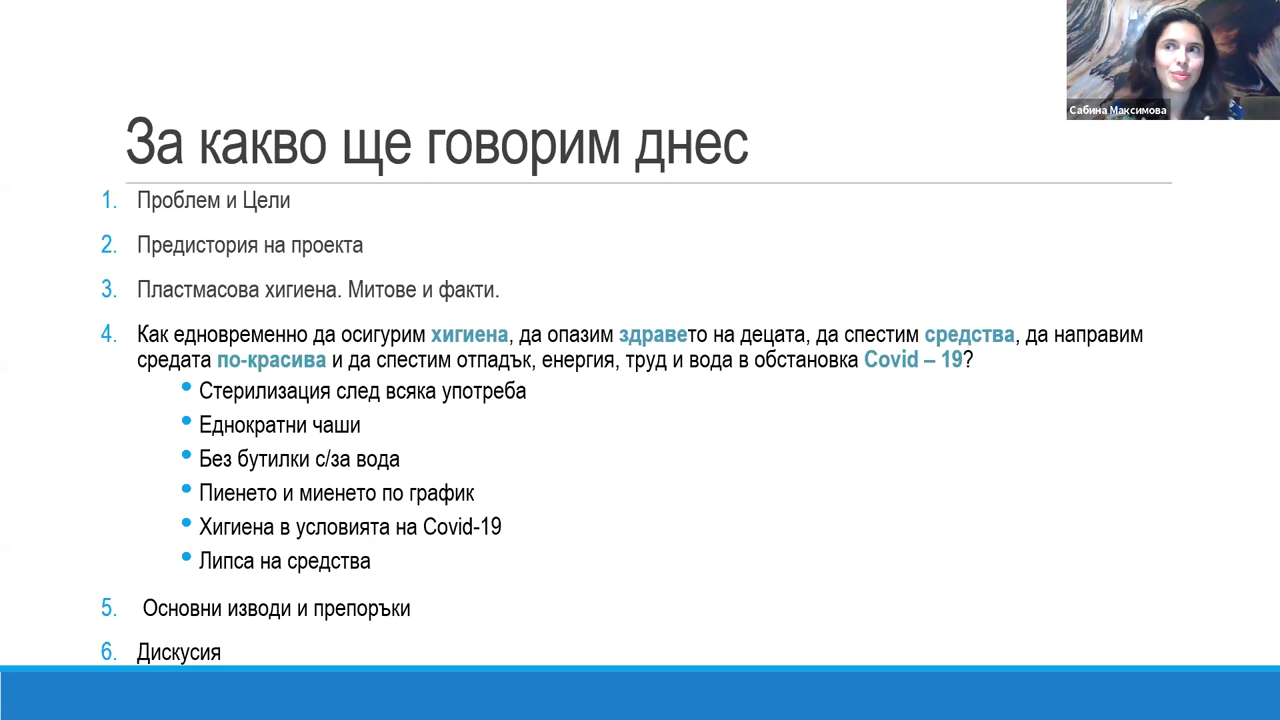 Сабина Максимова
За какво ще говорим днес
1. Проблем и Цели
2. Предистория на проекта
3. Пластмасова хигиена. Митове и факти.
4. Как едновременно да осигурим хигиена, да опазим здравето на децата, да спестим средства, да направим
средата по-красива и да спестим отпадък, енергия, труд и вода в обстановка Covid – 19?
• Стерилизация след всяка употреба
• Еднократни чаши
• Без бутилки с/за вода
• Пиенето и миенето по график
• Хигиена в условията на Covid-19
• Липса на средства
5. Основни изводи и препоръки
6. Дискусия